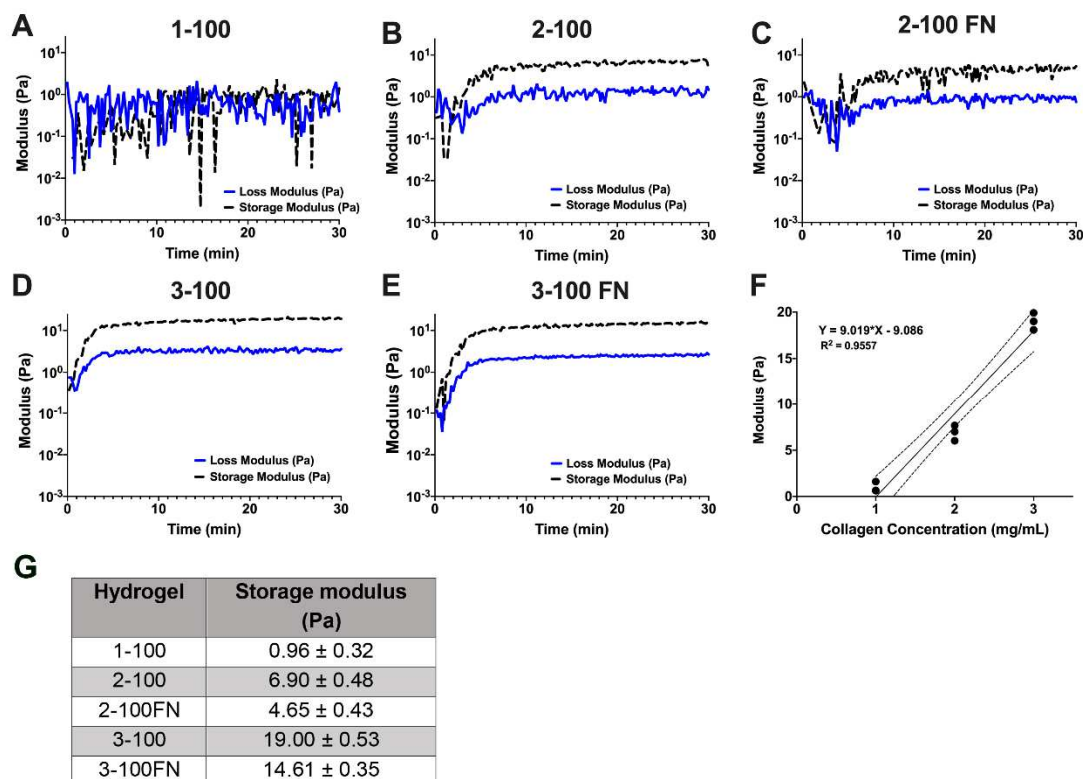 A
1-100
Modulus (Pa)
10¹
10⁰
10⁻¹
10⁻²
10⁻³
Loss Modulus (Pa)
Storage Modulus (Pa)
0 10 20 30
Time (min)
B
2-100
Modulus (Pa)
10¹
10⁰
10⁻¹
10⁻²
10⁻³
Loss Modulus (Pa)
Storage Modulus (Pa)
0 10 20 30
Time (min)
C
2-100 FN
Modulus (Pa)
10¹
10⁰
10⁻¹
10⁻²
10⁻³
Loss Modulus (Pa)
Storage Modulus (Pa)
0 10 20 30
Time (min)
D
3-100
Modulus (Pa)
10²
10¹
10⁰
10⁻¹
10⁻²
10⁻³
Loss Modulus (Pa)
Storage Modulus (Pa)
0 10 20 30
Time (min)
E
3-100 FN
Modulus (Pa)
10²
10¹
10⁰
10⁻¹
10⁻²
10⁻³
Loss Modulus (Pa)
Storage Modulus (Pa)
0 10 20 30
Time (min)
F
Modulus (Pa)
20
15
10
5
0
Y = 9.019*X - 9.086
R² = 0.9557
0 1 2 3
Collagen Concentration (mg/mL)
G
Hydrogel Storage modulus
(Pa)
1-100 0.96 ± 0.32
2-100 6.90 ± 0.48
2-100FN 4.65 ± 0.43
3-100 19.00 ± 0.53
3-100FN 14.61 ± 0.35